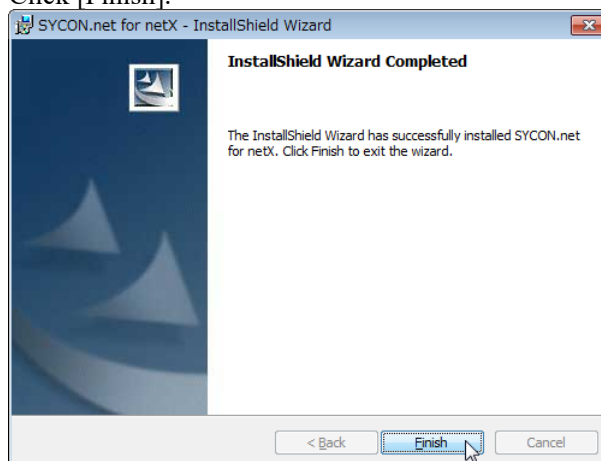 Click [Finish].
SYCON.net for netX - InstallShield Wizard
InstallShield Wizard Completed
The InstallShield Wizard has successfully installed SYCON.net
for netX. Click Finish to exit the wizard.
< Back
Finish
Cancel